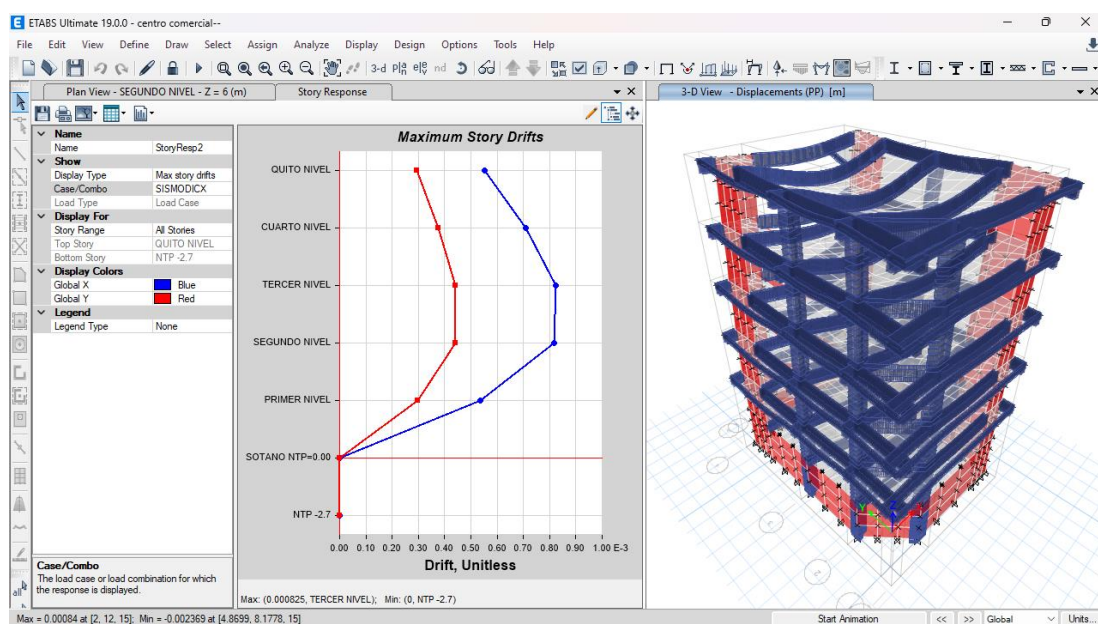 ETABS Ultimate 19.0.0 - centro comercial--
File Edit View Define Draw Select Assign Analyze Display Design Options Tools Help
3-d
nd
Plan View - SEGUNDO NIVEL - Z = 6 (m)
Story Response
3-D View - Displacements (PP) [m]
Name
Name StoryResp2
Show
Display Type Max story drifts
Case/Combo SISMODICX
Load Type Load Case
Display For
Story Range All Stories
Top Story QUITO NIVEL
Bottom Story NTP -2.7
Display Colors
Global X Blue
Global Y Red
Legend
Legend Type None
Case/Combo
The load case or load combination for which
the response is displayed.
Maximum Story Drifts
QUITO NIVEL
CUARTO NIVEL
TERCER NIVEL
SEGUNDO NIVEL
PRIMER NIVEL
SOTANO NTP=0.00
NTP -2.7
0.00 0.10 0.20 0.30 0.40 0.50 0.60 0.70 0.80 0.90 1.00 E-3
Drift, Unitless
Max: (0.000825, TERCER NIVEL); Min: (0, NTP -2.7)
Y
Z
all
Max = 0.00084 at [2, 12, 15]; Min = -0.002369 at [4.8699, 8.1778, 15]
Start Animation << >> Global Units...